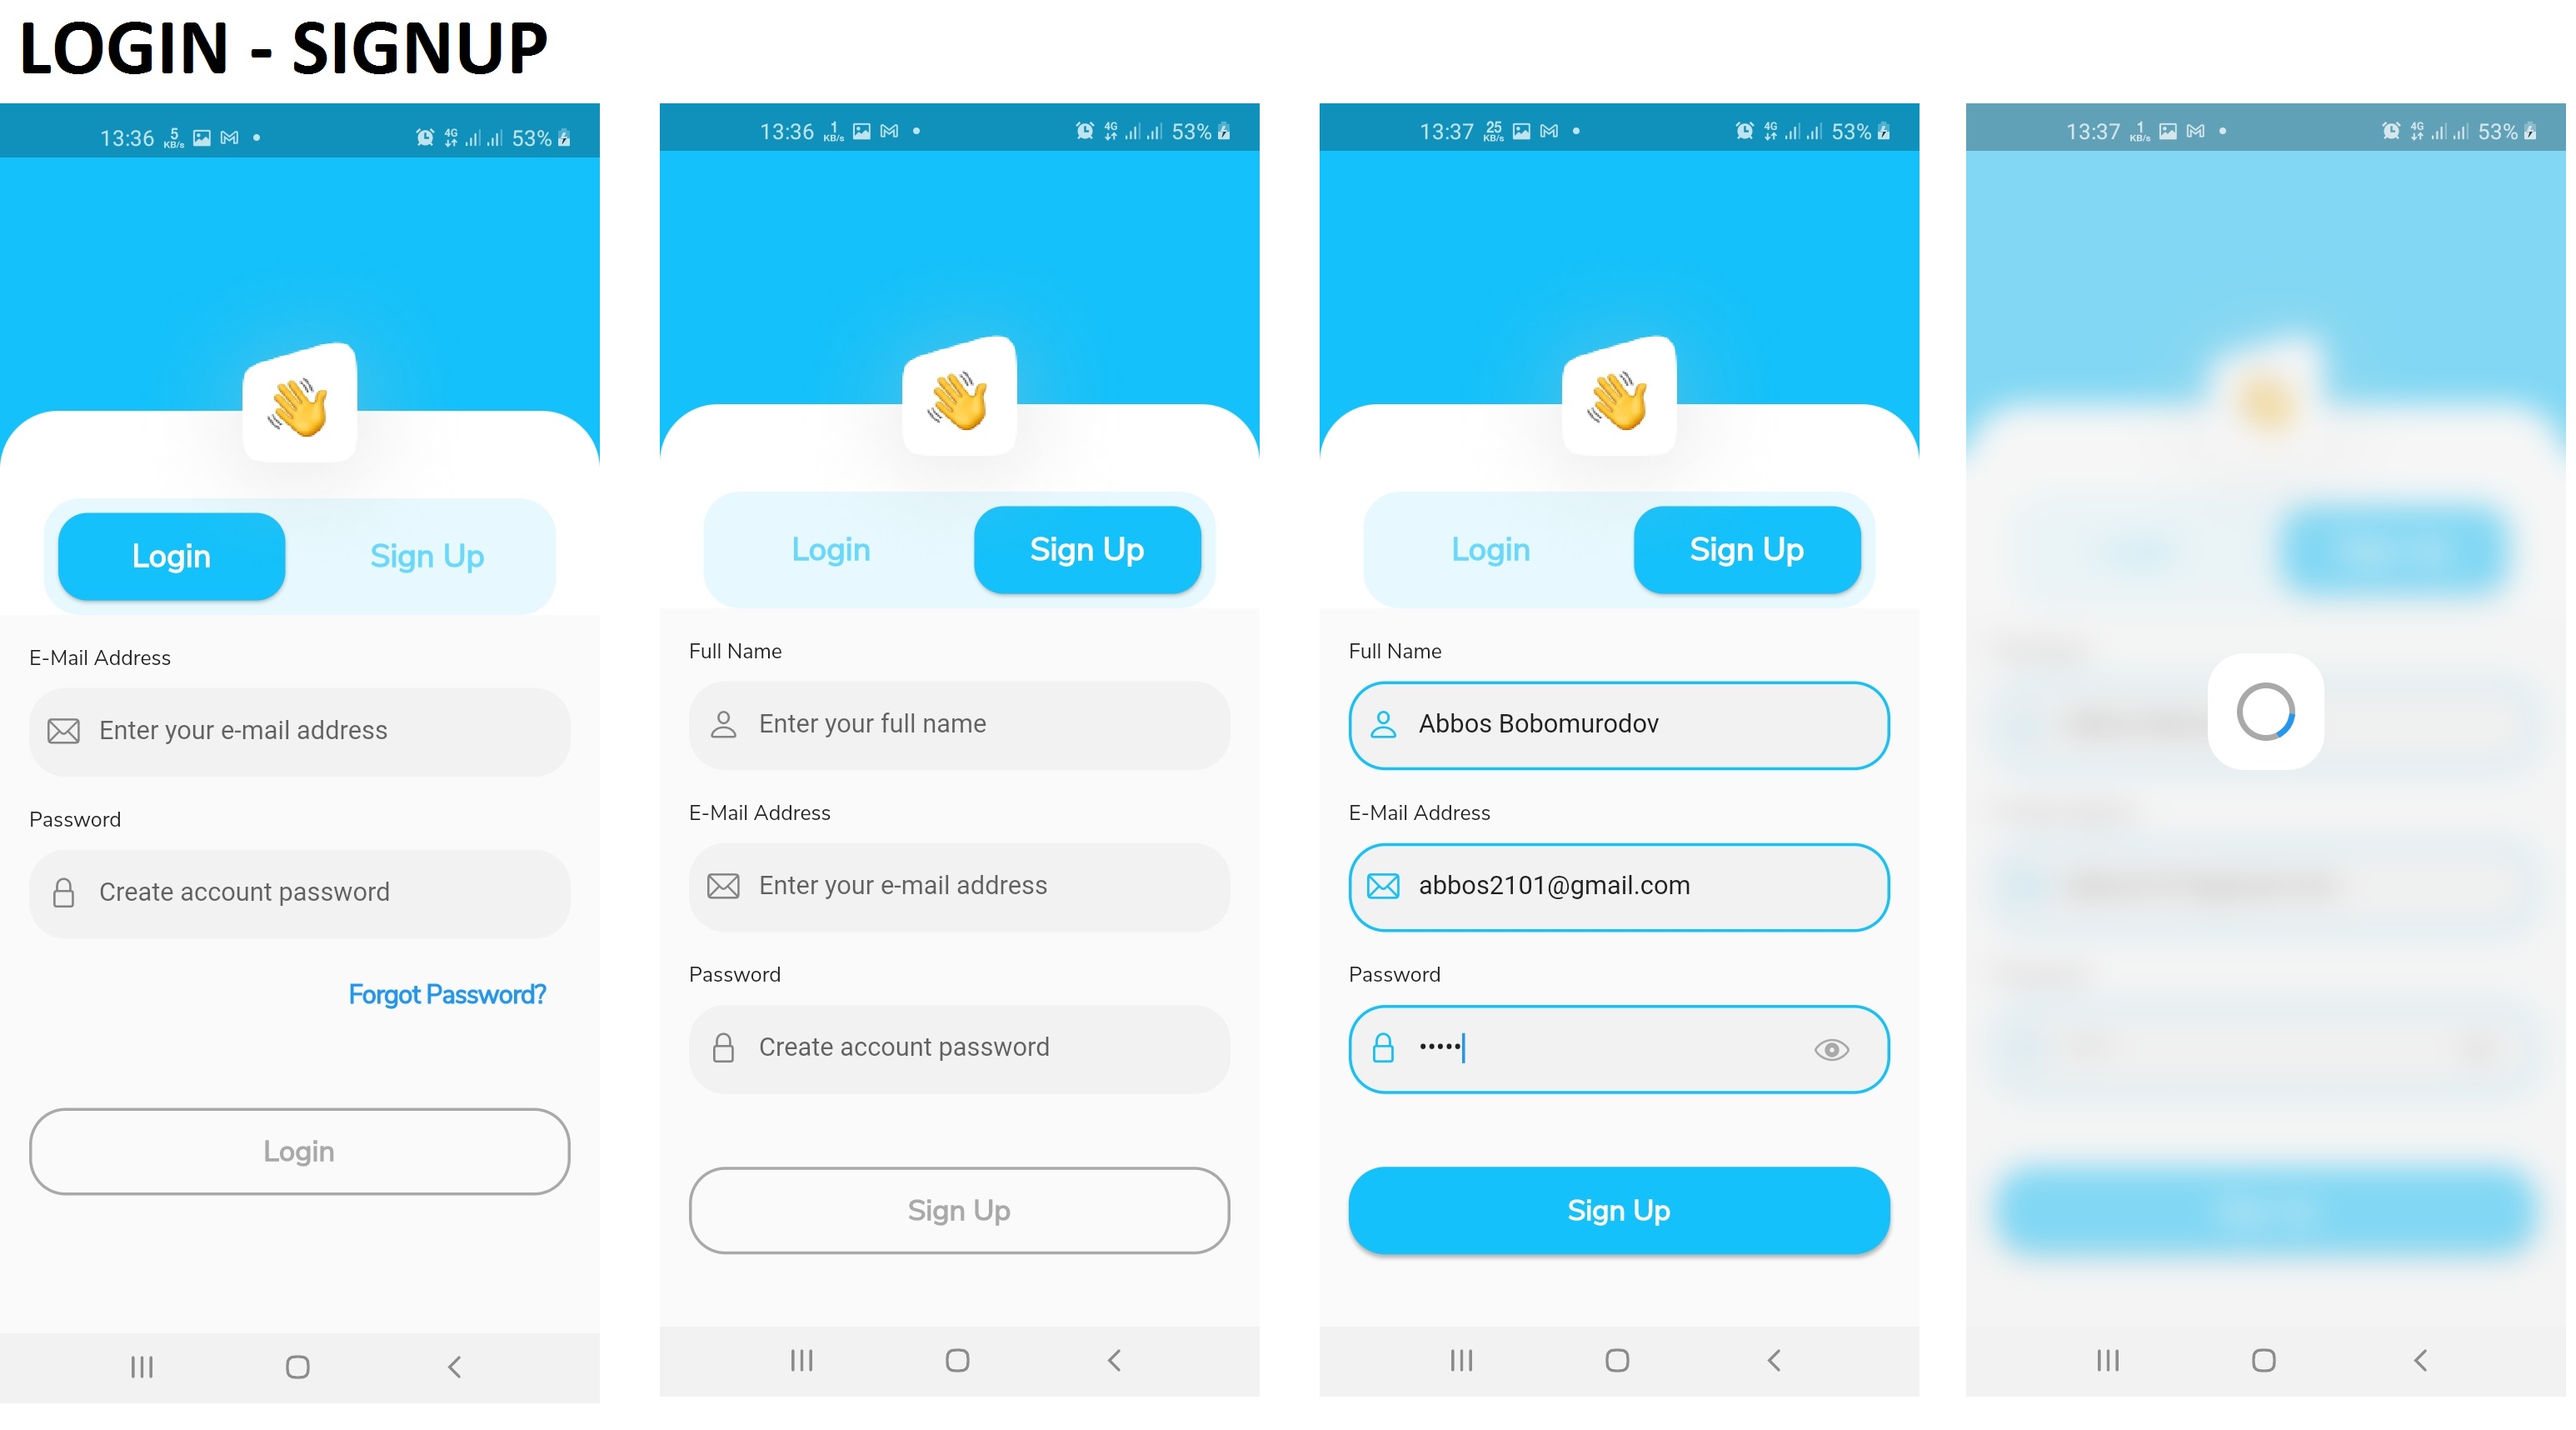 LOGIN - SIGNUP
13:36 5 KB/s 4G 53%
Login Sign Up
E-Mail Address
Enter your e-mail address
Password
Create account password
Forgot Password?
Login
13:36 1 KB/s 4G 53%
Login Sign Up
Full Name
Enter your full name
E-Mail Address
Enter your e-mail address
Password
Create account password
Sign Up
13:37 25 KB/s 4G 53%
Login Sign Up
Full Name
Abbos Bobomurodov
E-Mail Address
abbos2101@gmail.com
Password
•••••
Sign Up
13:37 1 KB/s 4G 53%